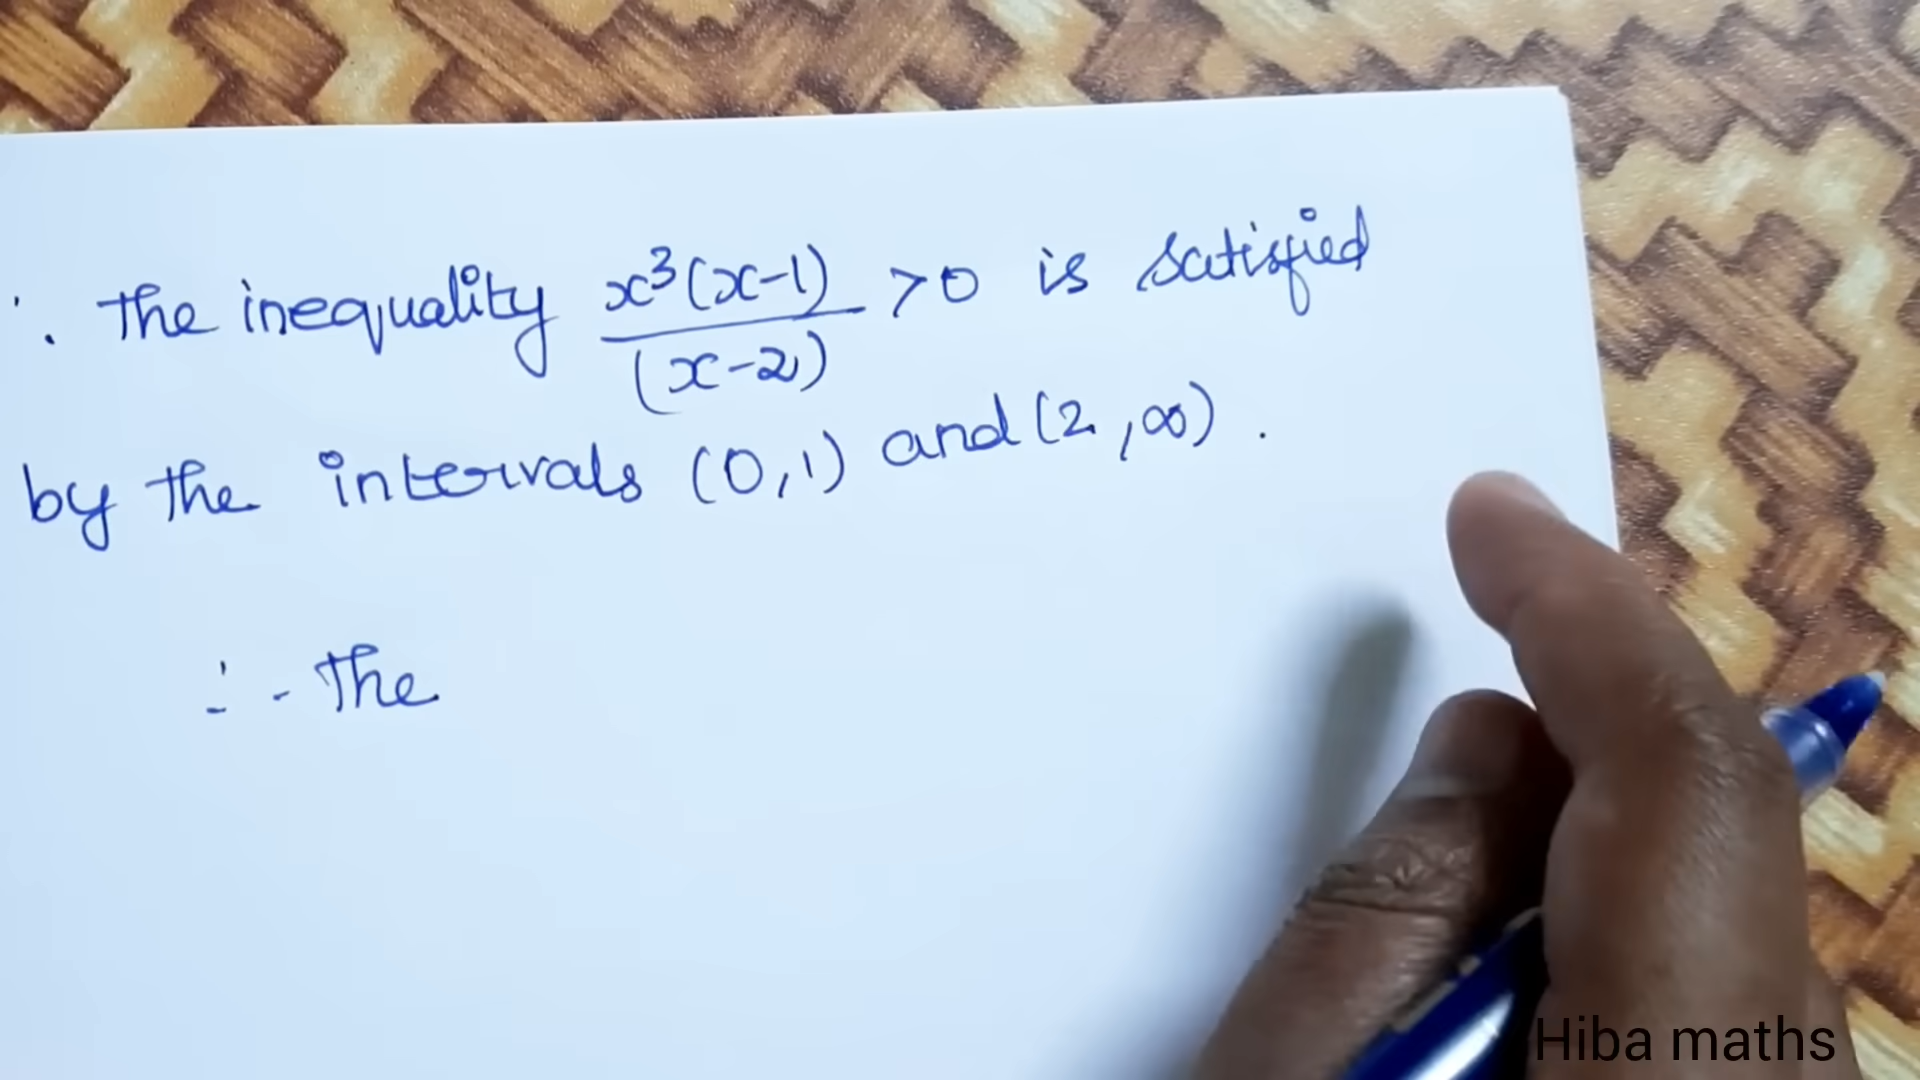 ∴ The inequality x³(x-1)/(x-2) >0 is satisfied
by the intervals (0,1) and (2,∞).
∴ The
Hiba maths